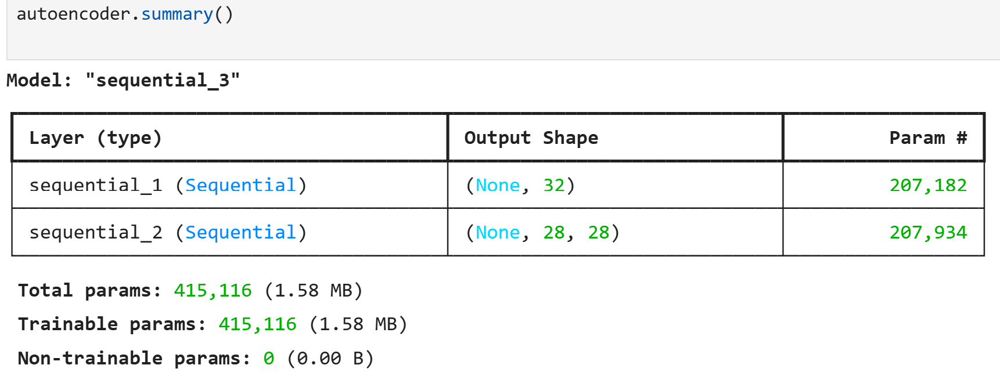 autoencoder.summary()
Model: "sequential_3"
Layer (type) Output Shape Param #
sequential_1 (Sequential) (None, 32) 207,182
sequential_2 (Sequential) (None, 28, 28) 207,934
Total params: 415,116 (1.58 MB)
Trainable params: 415,116 (1.58 MB)
Non-trainable params: 0 (0.00 B)